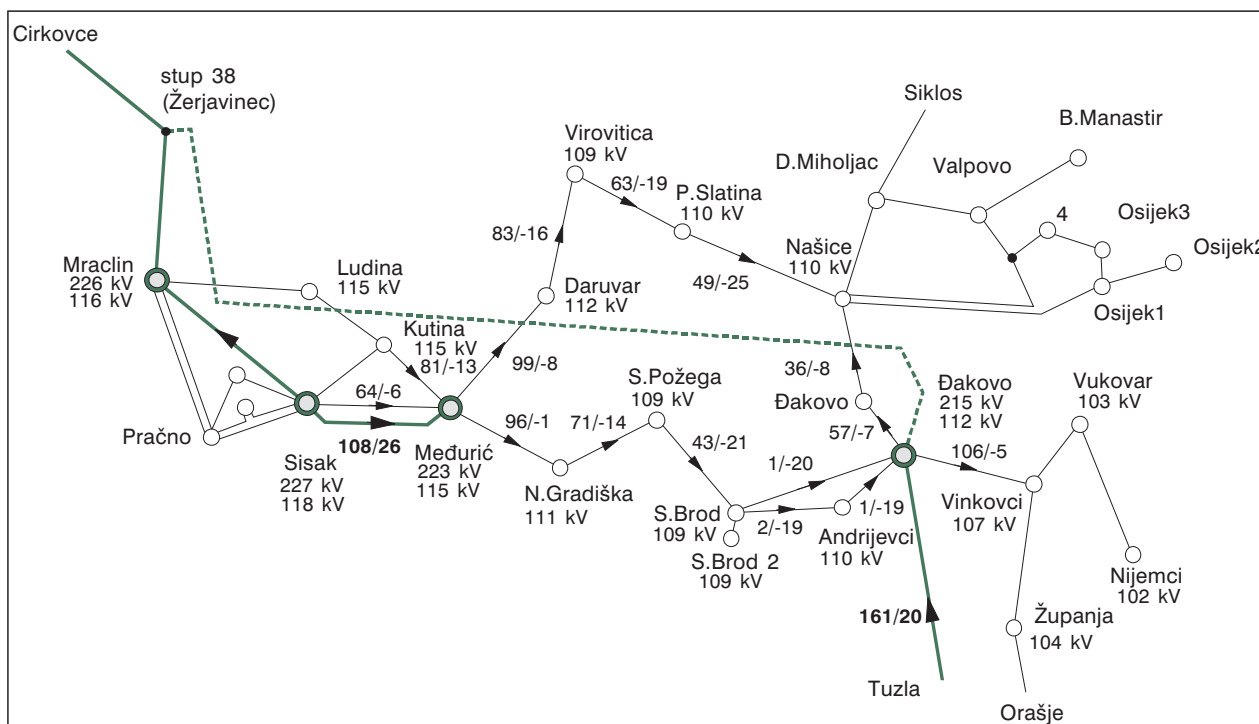 Cirkovce
stup 38
(Žerjavinec)
Siklos
B.Manastir
Virovitica
109 kV
D.Miholjac
Valpovo
63/-19
P.Slatina
110 kV
4
Osijek3
Osijek2
83/-16
Našice
110 kV
Mraclin
226 kV
116 kV
Ludina
115 kV
Daruvar
112 kV
49/-25
Osijek1
Kutina
115 kV
81/-13
99/-8
36/-8
S.Požega
109 kV
Đakovo
215 kV
112 kV
Vukovar
103 kV
64/-6
Đakovo
57/-7
Pračno
108/26
96/-1
71/-14
43/-21
1/-20
106/-5
Sisak
227 kV
118 kV
Međurić
223 kV
115 kV
N.Gradiška
111 kV
S.Brod
109 kV
2/-19
1/-19
Vinkovci
107 kV
Andrijevci
110 kV
S.Brod 2
109 kV
Nijemci
102 kV
161/20
Županja
104 kV
Tuzla
Orašje